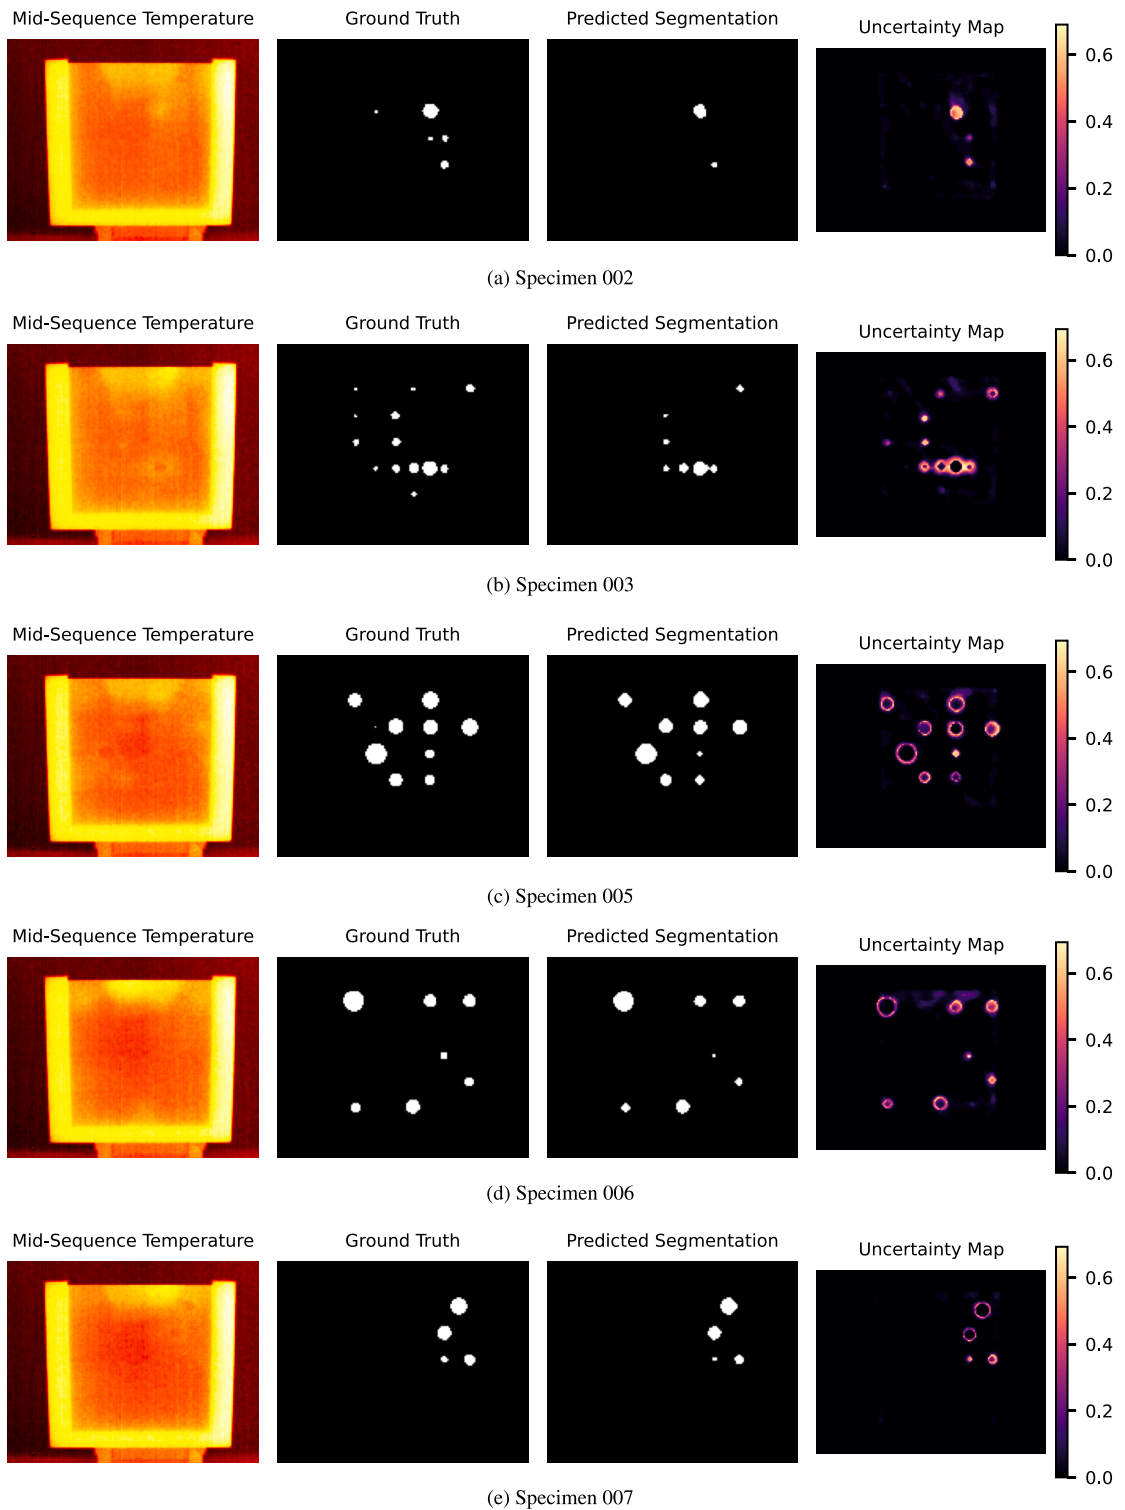 Mid-Sequence Temperature Ground Truth Predicted Segmentation Uncertainty Map
0.6
0.4
0.2
0.0
(a) Specimen 002
Mid-Sequence Temperature Ground Truth Predicted Segmentation Uncertainty Map
0.6
0.4
0.2
0.0
(b) Specimen 003
Mid-Sequence Temperature Ground Truth Predicted Segmentation Uncertainty Map
0.6
0.4
0.2
0.0
(c) Specimen 005
Mid-Sequence Temperature Ground Truth Predicted Segmentation Uncertainty Map
0.6
0.4
0.2
0.0
(d) Specimen 006
Mid-Sequence Temperature Ground Truth Predicted Segmentation Uncertainty Map
0.6
0.4
0.2
0.0
(e) Specimen 007